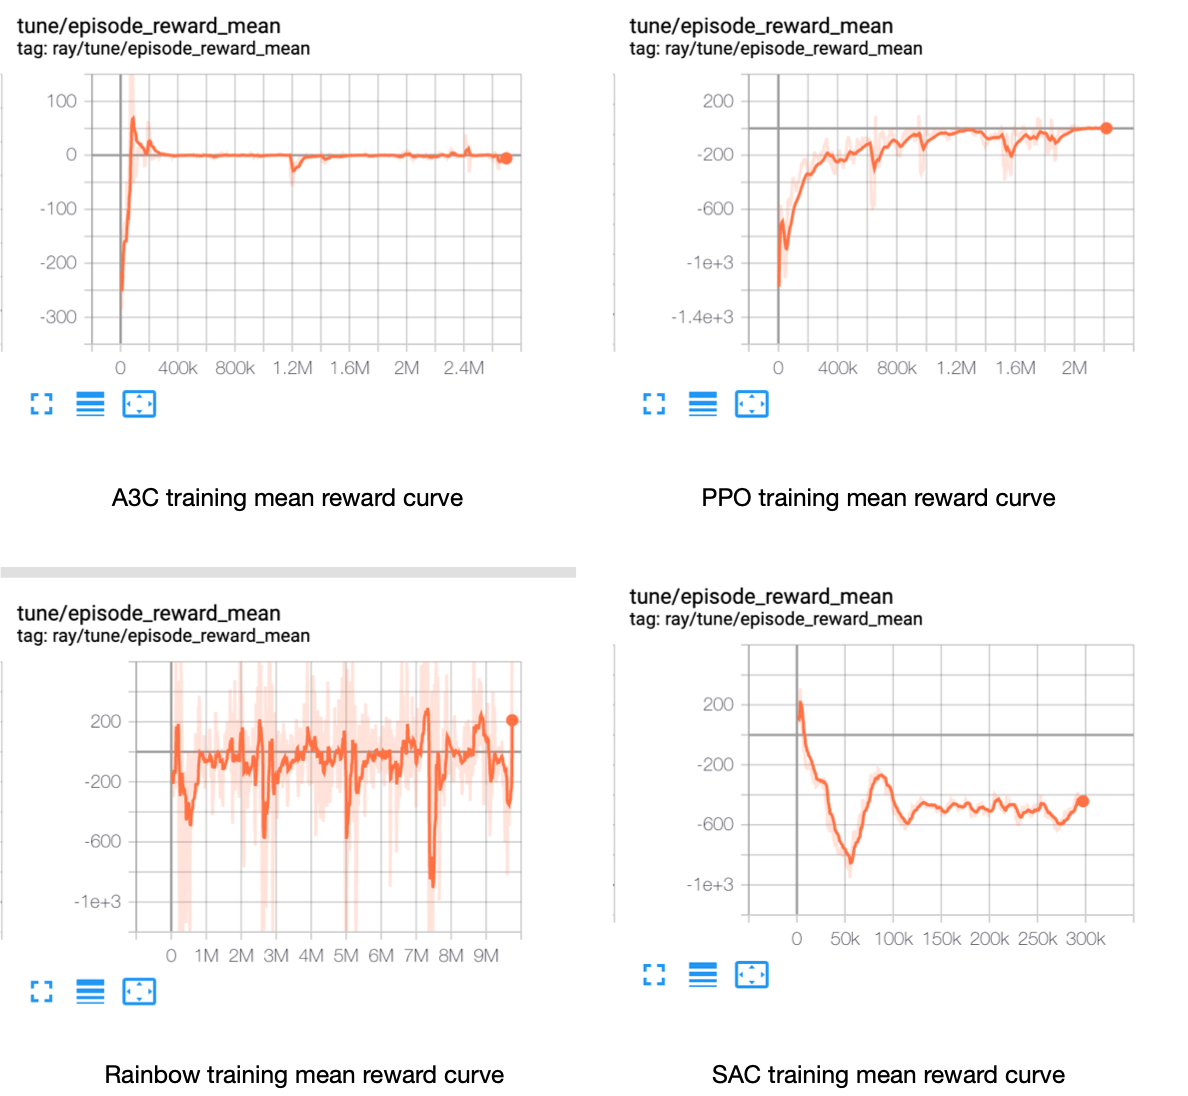 tune/episode_reward_mean
tag: ray/tune/episode_reward_mean
100
0
-100
-200
-300
0 400k 800k 1.2M 1.6M 2M 2.4M
A3C training mean reward curve
tune/episode_reward_mean
tag: ray/tune/episode_reward_mean
200
-200
-600
-1e+3
-1.4e+3
0 400k 800k 1.2M 1.6M 2M
PPO training mean reward curve
tune/episode_reward_mean
tag: ray/tune/episode_reward_mean
200
-200
-600
-1e+3
0 1M 2M 3M 4M 5M 6M 7M 8M 9M
Rainbow training mean reward curve
tune/episode_reward_mean
tag: ray/tune/episode_reward_mean
200
-200
-600
-1e+3
0 50k 100k 150k 200k 250k 300k
SAC training mean reward curve